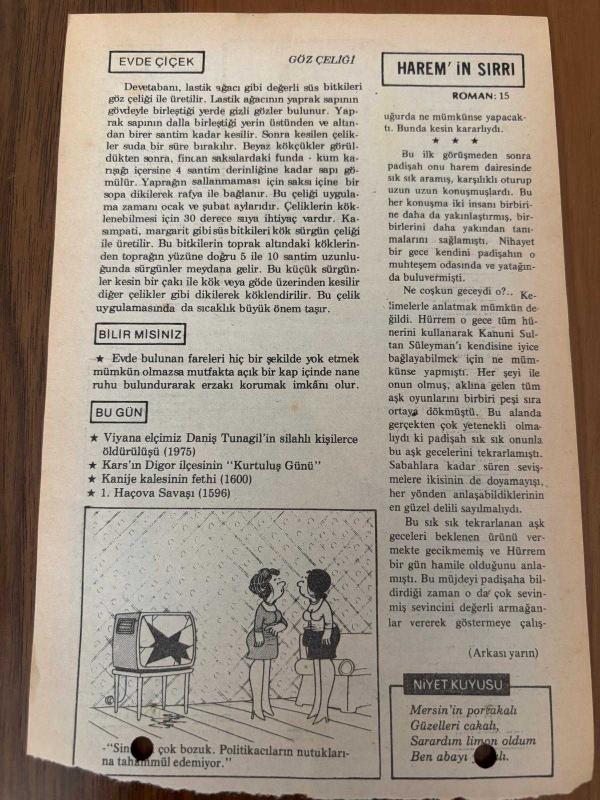 EVDE ÇİÇEK
GÖZ ÇELİĞİ
Devetabanı, lastik ağacı gibi değerli süs bitkileri
göz çeliği ile üretilir. Lastik ağacının yaprak sapının
gövdeyle birleştiği yerde gizli gözler bulunur. Yap-
rak sapının dalla birleştiği yerin üstünden ve altın-
dan birer santim kadar kesilir. Sonra kesilen çelik-
ler suda bir süre bırakılır. Beyaz kökçükler görül-
dükten sonra, fincan saksılardaki funda - kum ka-
rışığı içersine 4 santim derinliğine kadar sapı gö-
mülür. Yaprağın sallanmaması için saksı içine bir
sopa dikilerek rafya ile bağlanır. Bu çeliği uygula-
ma zamanı ocak ve şubat aylarıdır. Çeliklerin kök-
lenebilmesi için 30 derece sııya ihtiyaç vardır. Ka-
sımpati, margarit gibi süs bitkileri kök sürgün çeliği
ile üretilir. Bu bitkilerin toprak altındaki köklerin-
den toprağın yüzüne doğru 5 ile 10 santim uzunlu-
ğunda sürgünler meydana gelir. Bu küçük sürgün-
ler kesin bir çakı ile kök veya göde üzerinden kesilir
diğer çelikler gibi dikilerek köklendirilir. Bu çelik
uygulamasında da sıcaklık büyük önem taşır.
BİLİR MİSİNİZ
★ Evde bulunan fareleri hiç bir şekilde yok etmek
mümkün olmazsa mutfakta açık bir kap içinde nane
ruhu bulundurarak erzakı korumak imkânı olur.
BU GÜN
★ Viyana elçimiz Daniş Tunagil'in silahlı kişilerce
öldürülüşü (1975)
★ Kars'ın Digor ilçesinin "Kurtuluş Günü"
★ Kanije kalesinin fethi (1600)
★ 1. Haçova Savaşı (1596)
-"Sin çok bozuk. Politikacıların nutukları-
na tahammül edemiyor."
HAREM' İN SIRRI
ROMAN: 15
uğurda ne mümkünse yapacak-
tı. Bunda kesin kararlıydı.
★ ★ ★
Bu ilk görüşmeden sonra
padişah onu harem dairesinde
sık sık aramış, karşılıklı oturup
uzun uzun konuşmuşlardı. Bu
her konuşma iki insanı birbiri-
ne daha da yakınlaştırmış, bir-
birlerini daha yakından tanı-
malarını sağlamıştı. Nihayet
bir gece kendini padişahın o
muhteşem odasında ve yatağın-
da buluvermişti.
Ne coşkun geceydi o?.. Ke-
limelerle anlatmak mümkün de-
ğildi. Hürrem o gece tüm hü-
nerini kullanarak Kanuni Sul-
tan Süleyman'ı kendisine iyice
bağlayabilmek için ne müm-
künse yapmıştı. Her şeyi ile
onun olmuş, aklına gelen tüm
aşk oyunlarını birbiri peşi sıra
ortaya dökmüştü. Bu alanda
gerçekten çok yetenekli olma-
lıydı ki padişah sık sık onunla
bu aşk gecelerini tekrarlamıştı.
Sabahlara kadar süren seviş-
melere ikisinin de doyamayışı,
her yönden anlaşabildiklerinin
en güzel delili sayılmalıydı.
Bu sık sık tekrarlanan aşk
geceleri beklenen ürünü ver-
mekte gecikmemiş ve Hürrem
bir gün hamile olduğunu anla-
mıştı. Bu müjdeyi padişaha bil-
dirdiği zaman o da çok sevin-
miş sevincini değerli armağan-
lar vererek göstermeye çalış-
(Arkası yarın)
NİYET KUYUSU
Mersin'in portakalı
Güzelleri cakalı,
Sarardım limon oldum
Ben abayı